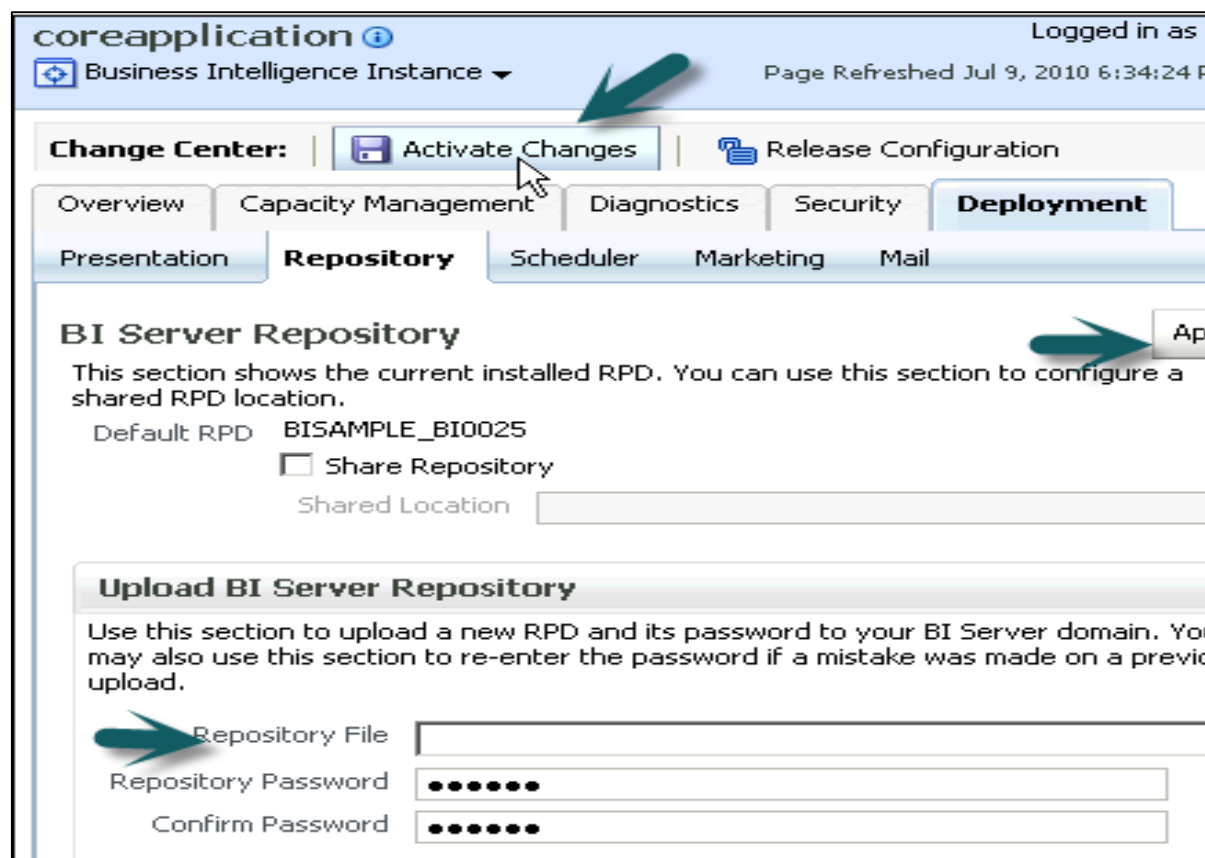 coreapplication
Logged in as
Business Intelligence Instance
Page Refreshed Jul 9, 2010 6:34:24 P
Change Center: Activate Changes Release Configuration
Overview Capacity Management Diagnostics Security Deployment
Presentation Repository Scheduler Marketing Mail
BI Server Repository
Ap
This section shows the current installed RPD. You can use this section to configure a
shared RPD location.
Default RPD BISAMPLE_BI0025
Share Repository
Shared Location
Upload BI Server Repository
Use this section to upload a new RPD and its password to your BI Server domain. You
may also use this section to re-enter the password if a mistake was made on a previo
upload.
Repository File
Repository Password ••••••
Confirm Password ••••••